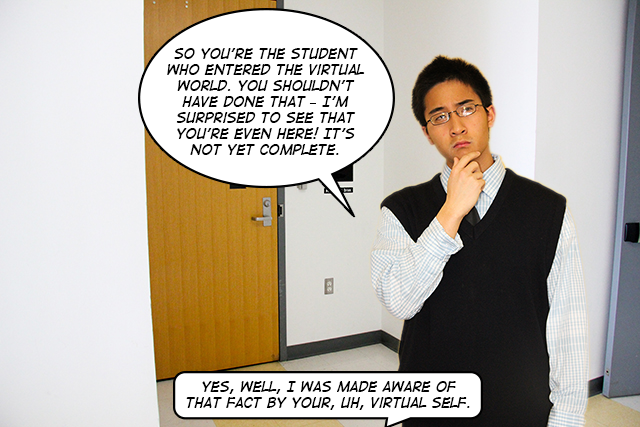 SO YOU'RE THE STUDENT
WHO ENTERED THE VIRTUAL
WORLD. YOU SHOULDN'T
HAVE DONE THAT – I'M
SURPRISED TO SEE THAT
YOU'RE EVEN HERE! IT'S
NOT YET COMPLETE.
YES, WELL, I WAS MADE AWARE OF
THAT FACT BY YOUR, UH, VIRTUAL SELF.